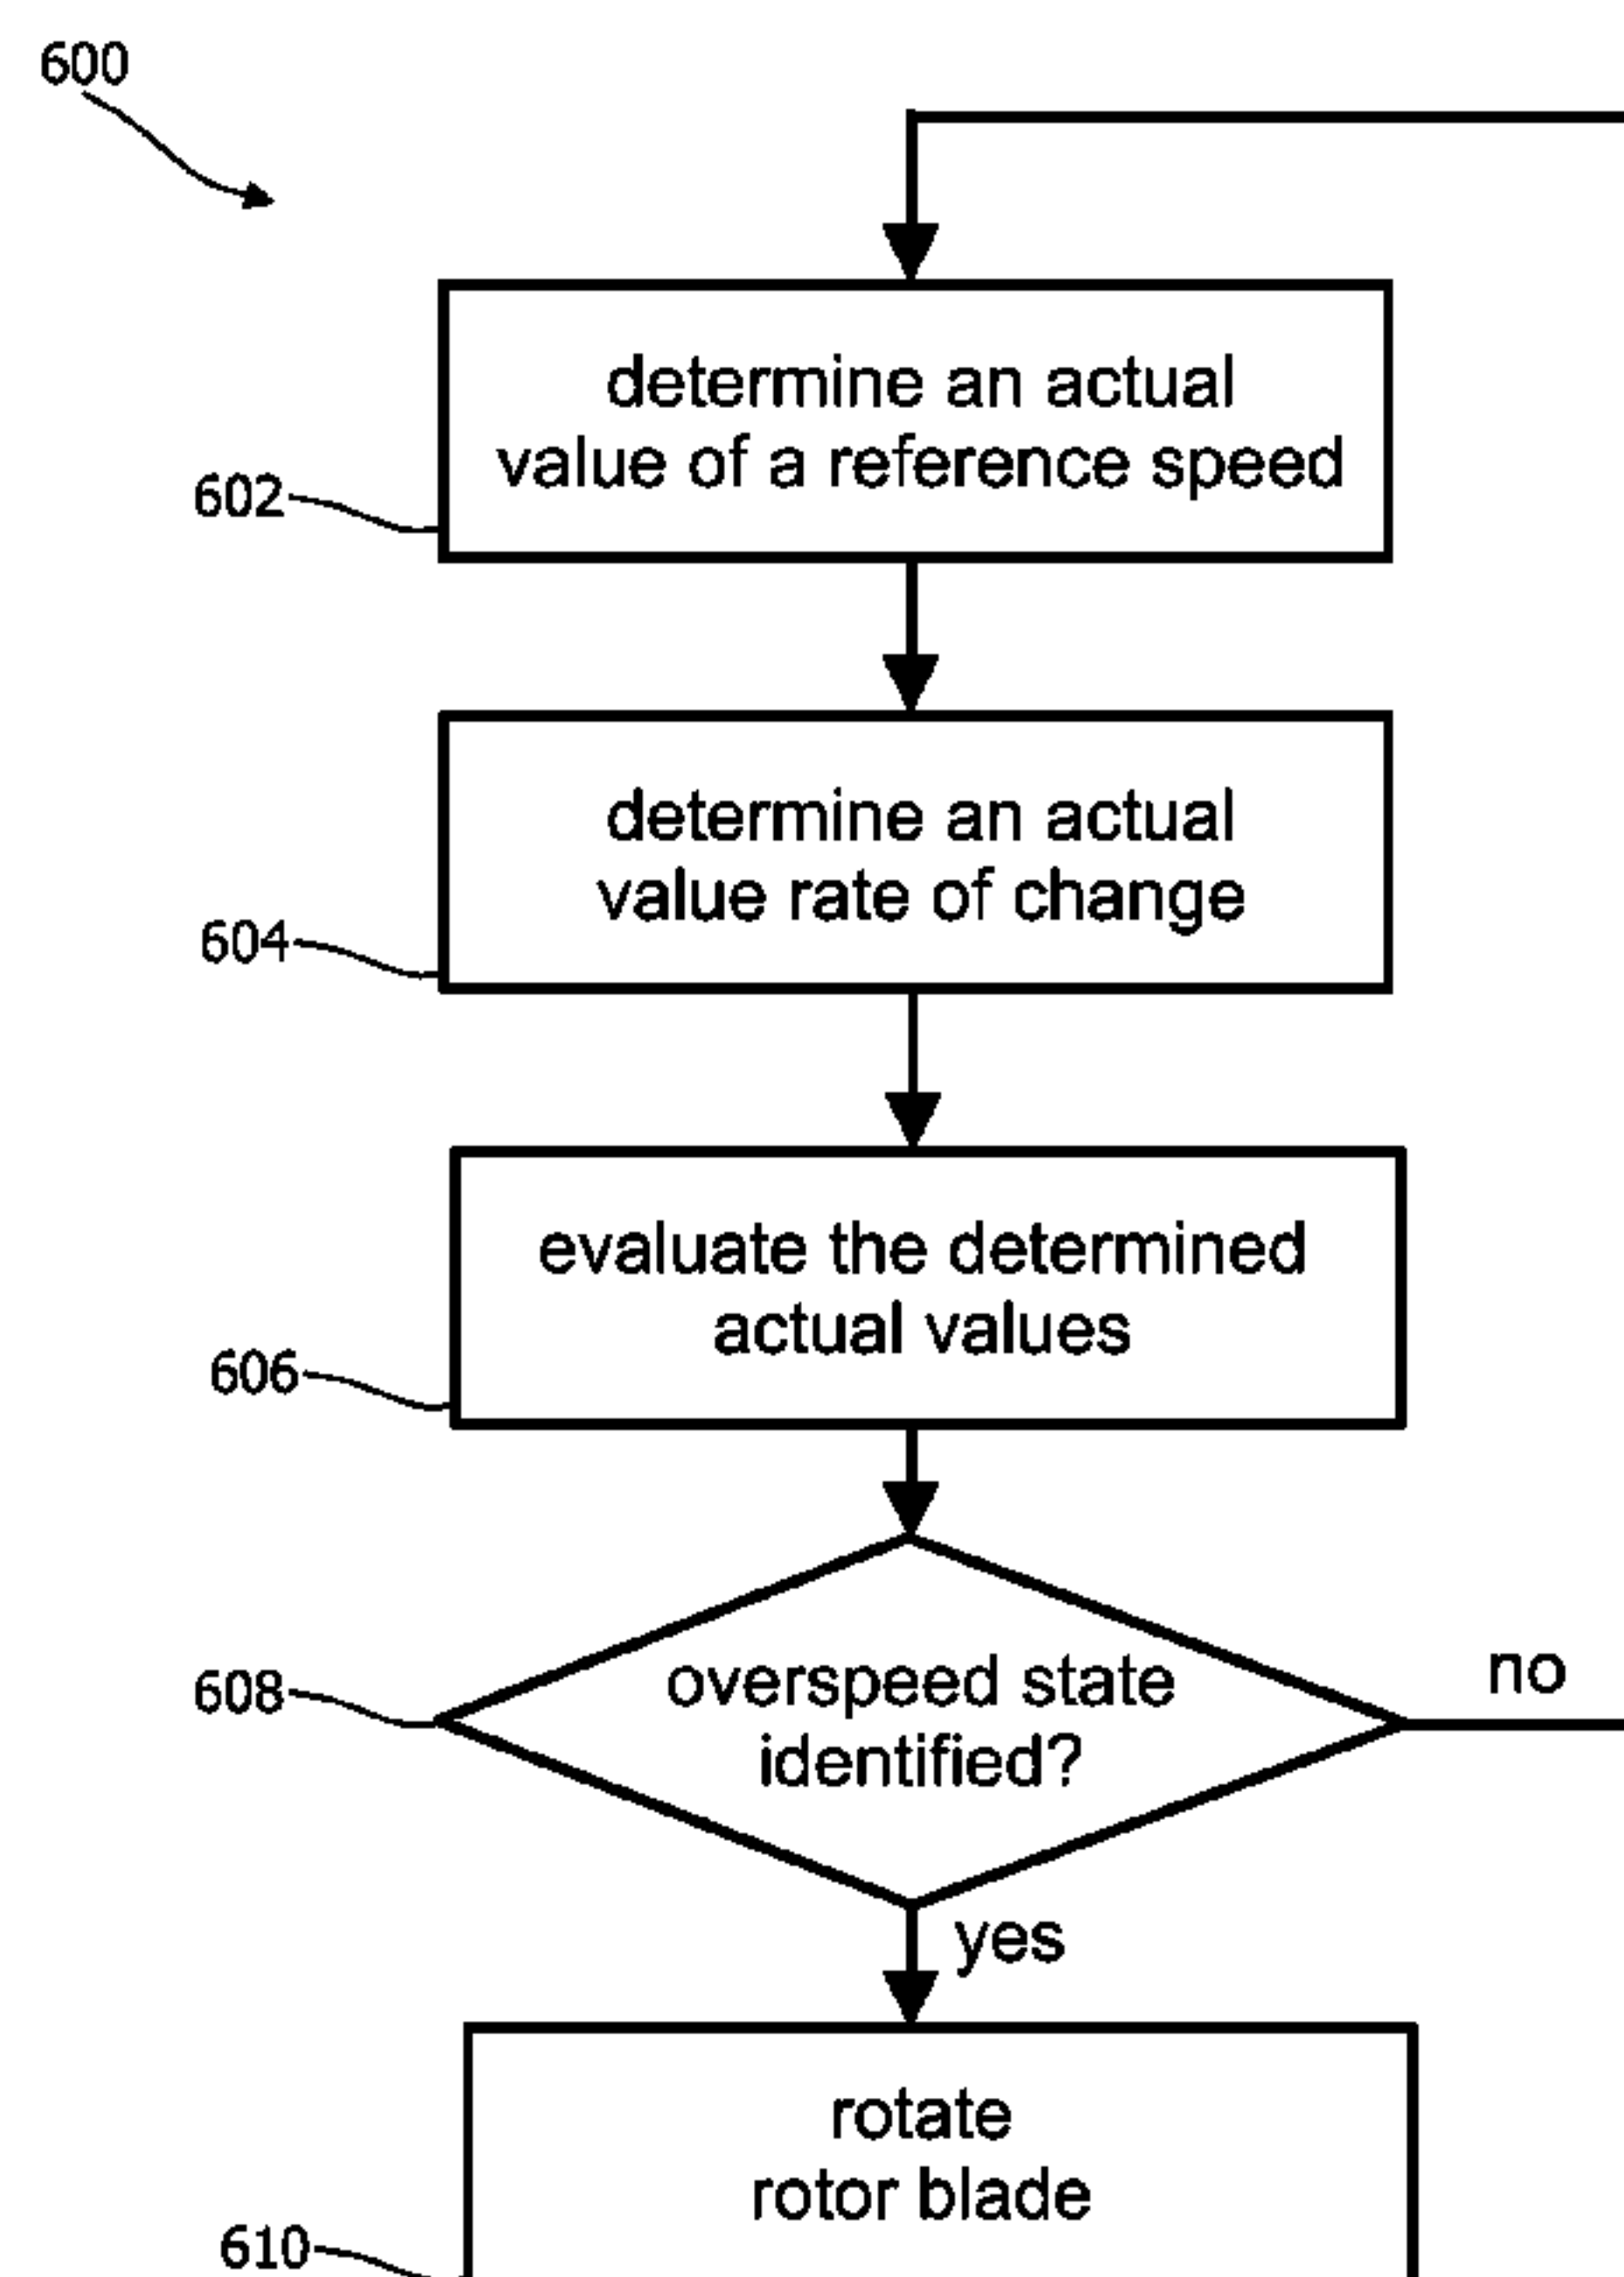 600
determine an actual
value of a reference speed
602
determine an actual
value rate of change
604
evaluate the determined
actual values
606
overspeed state
identified?
608
no
yes
rotate
rotor blade
610